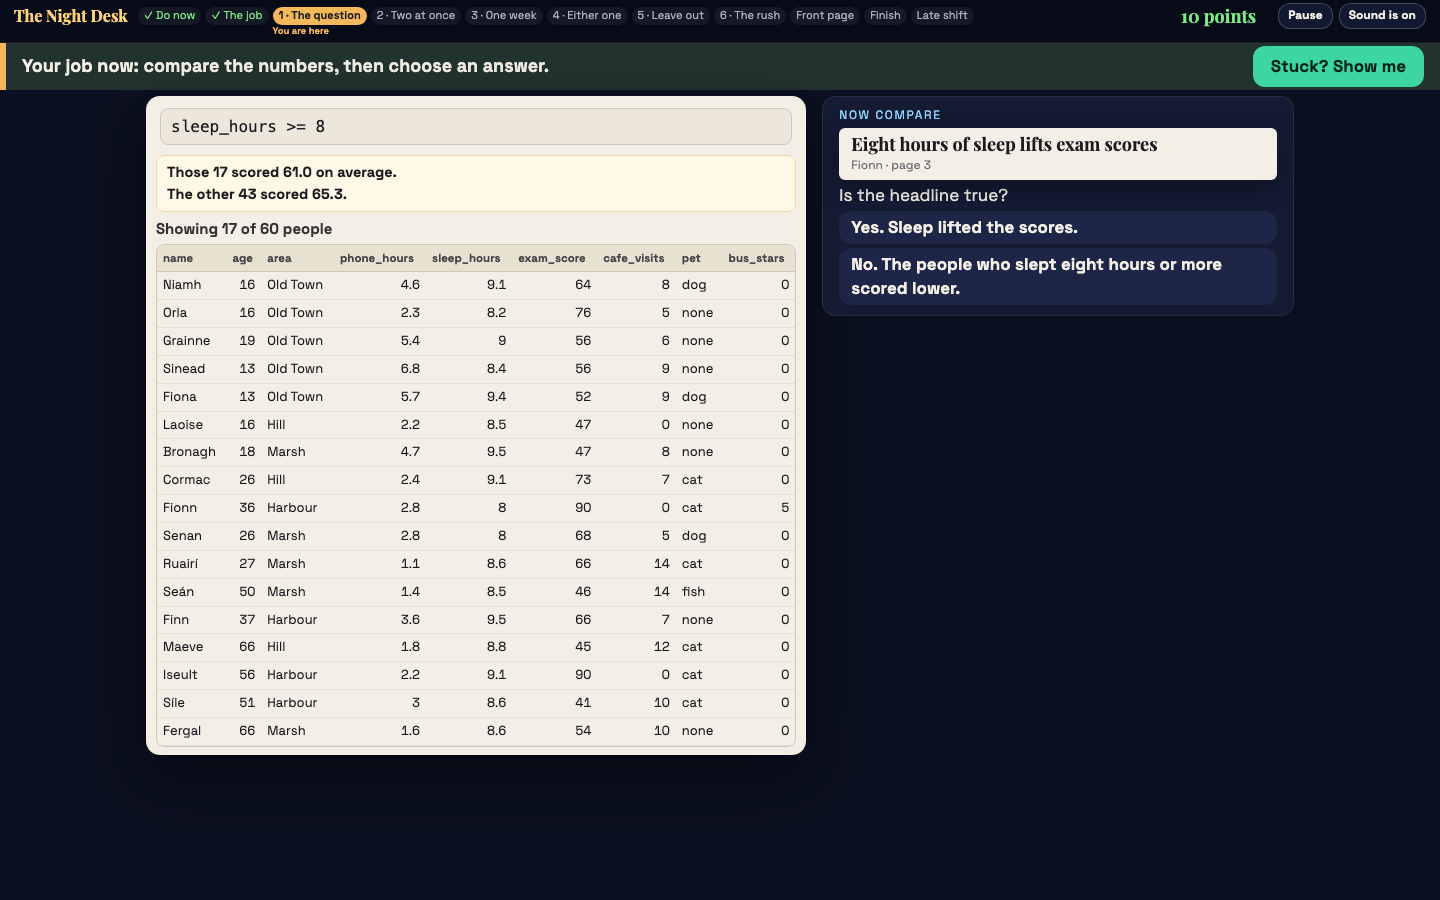 The Night Desk ✓ Do now ✓ The job 1 · The question 2 · Two at once 3 · One week 4 · Either one 5 · Leave out 6 · The rush Front page Finish Late shift 10 points Pause Sound is on
You are here
Your job now: compare the numbers, then choose an answer. Stuck? Show me
sleep_hours >= 8
Those 17 scored 61.0 on average.
The other 43 scored 65.3.
Showing 17 of 60 people
name age area phone_hours sleep_hours exam_score cafe_visits pet bus_stars
Niamh 16 Old Town 4.6 9.1 64 8 dog 0
Orla 16 Old Town 2.3 8.2 76 5 none 0
Grainne 19 Old Town 5.4 9 56 6 none 0
Sinead 13 Old Town 6.8 8.4 56 9 none 0
Fiona 13 Old Town 5.7 9.4 52 9 dog 0
Laoise 16 Hill 2.2 8.5 47 0 none 0
Bronagh 18 Marsh 4.7 9.5 47 8 none 0
Cormac 26 Hill 2.4 9.1 73 7 cat 0
Fionn 36 Harbour 2.8 8 90 0 cat 5
Senan 26 Marsh 2.8 8 68 5 dog 0
Ruairí 27 Marsh 1.1 8.6 66 14 cat 0
Seán 50 Marsh 1.4 8.5 46 14 fish 0
Finn 37 Harbour 3.6 9.5 66 7 none 0
Maeve 66 Hill 1.8 8.8 45 12 cat 0
Iseult 56 Harbour 2.2 9.1 90 0 cat 0
Síle 51 Harbour 3 8.6 41 10 cat 0
Fergal 66 Marsh 1.6 8.6 54 10 none 0
NOW COMPARE
Eight hours of sleep lifts exam scores
Fionn · page 3
Is the headline true?
Yes. Sleep lifted the scores.
No. The people who slept eight hours or more
scored lower.